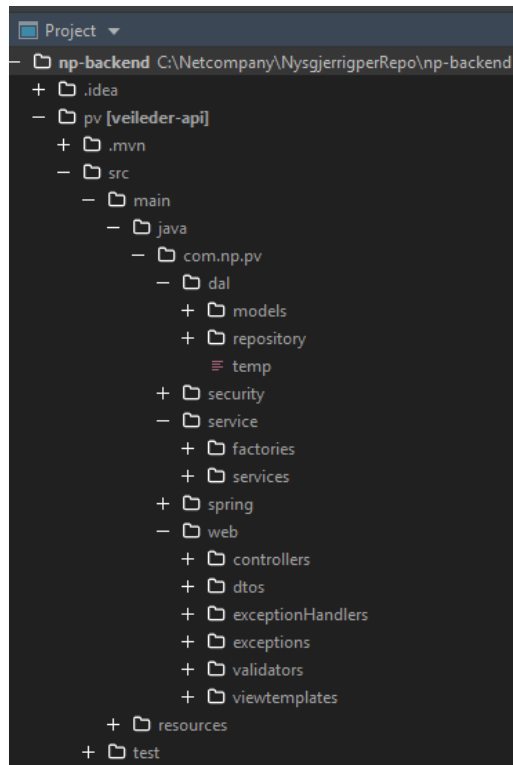 Project
np-backend C:\Netcompany\NysgjerrigperRepo\np-backend
.idea
pv [veileder-api]
.mvn
src
main
java
com.np.pv
dal
models
repository
temp
security
service
factories
services
spring
web
controllers
dtos
exceptionHandlers
exceptions
validators
viewtemplates
resources
test